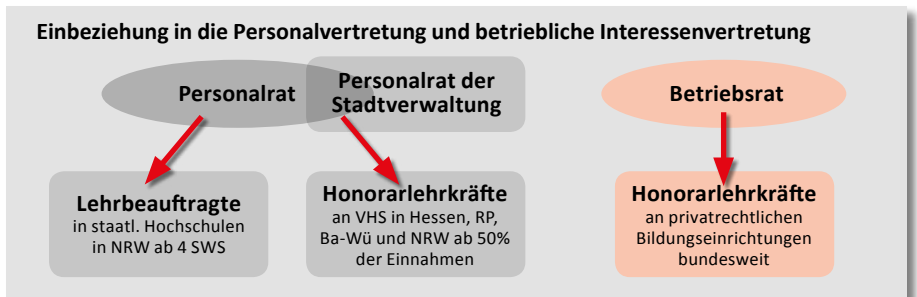 Einbeziehung in die Personalvertretung und betriebliche Interessenvertretung
Personalrat
Personalrat der
Stadtverwaltung
Betriebsrat
Lehrbeauftragte
in staatl. Hochschulen
in NRW ab 4 SWS
Honorarlehrkräfte
an VHS in Hessen, RP,
Ba-Wü und NRW ab 50%
der Einnahmen
Honorarlehrkräfte
an privatrechtlichen
Bildungseinrichtungen
bundesweit